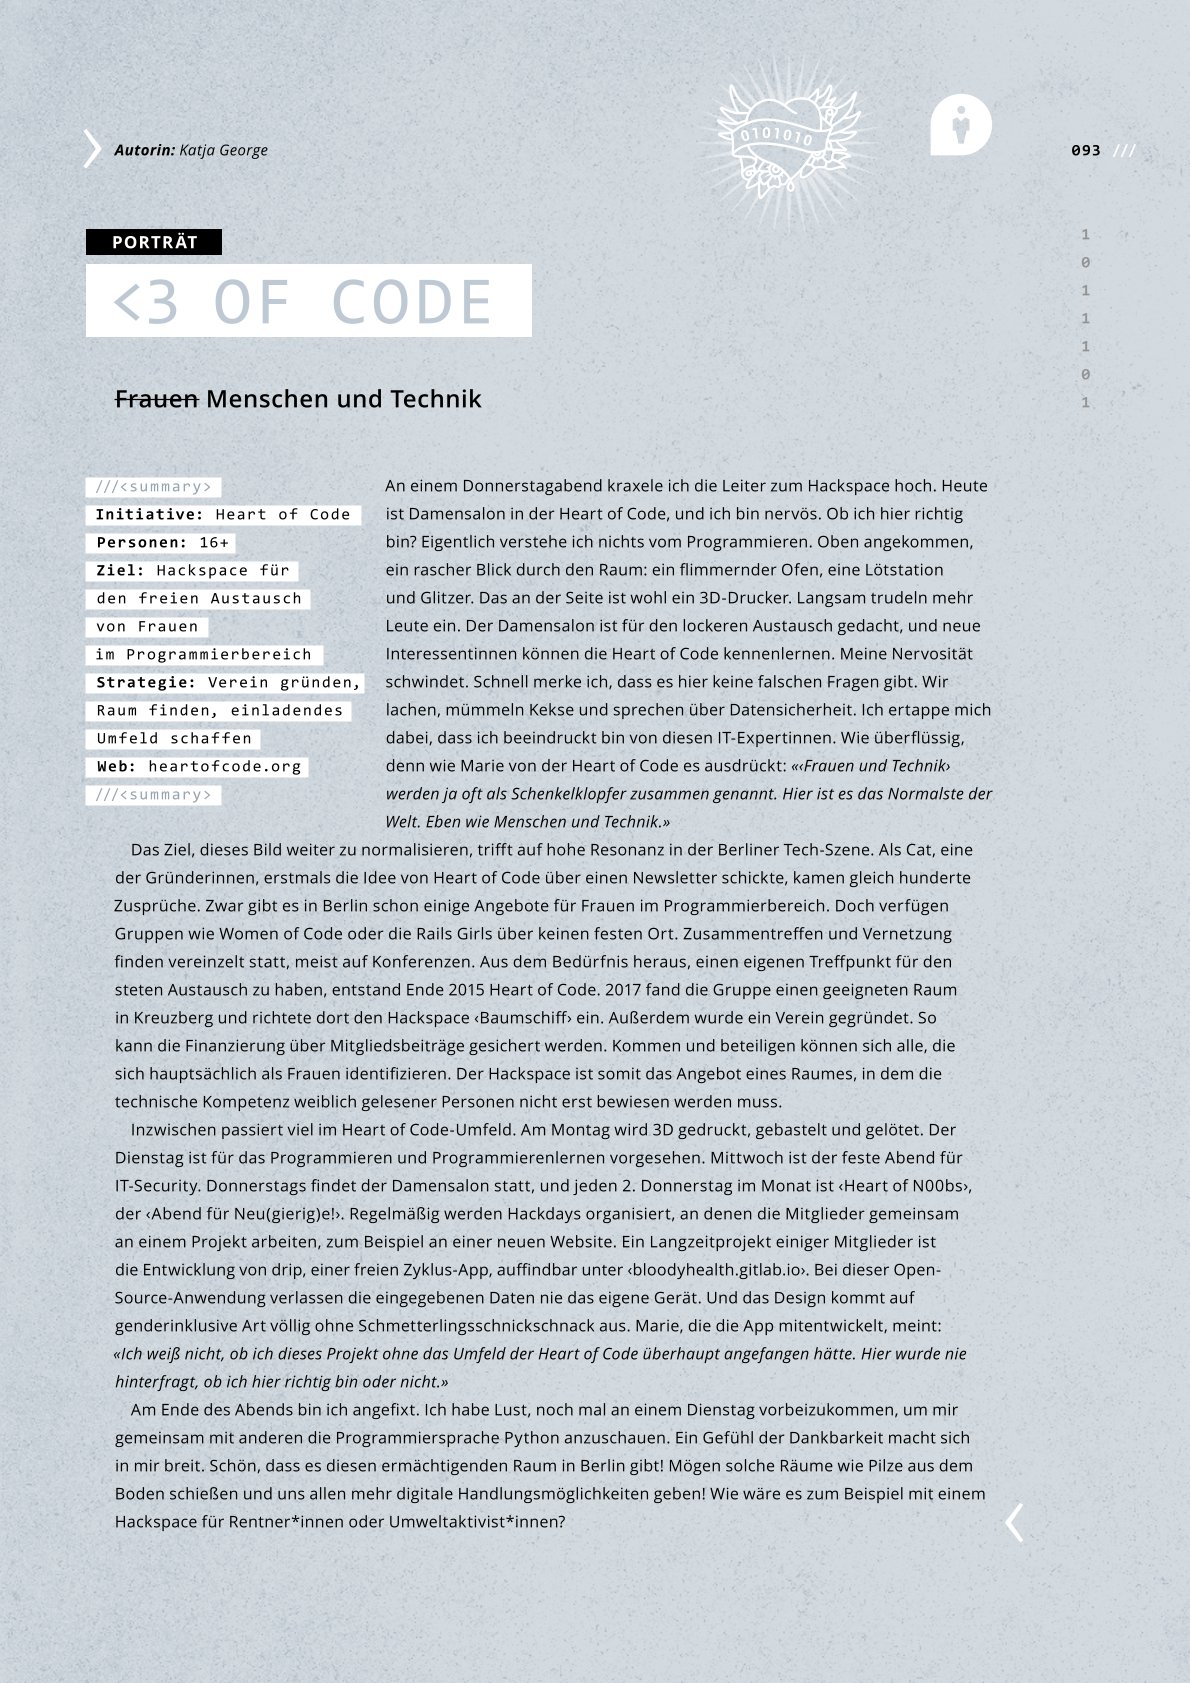 Autorin: Katja George
0101010
093 ///
PORTRÄT
<3 OF CODE
1
0
1
1
1
0
1
Frauen Menschen und Technik
///<summary>
Initiative: Heart of Code
Personen: 16+
Ziel: Hackspace für
den freien Austausch
von Frauen
im Programmierbereich
Strategie: Verein gründen,
Raum finden, einladendes
Umfeld schaffen
Web: heartofcode.org
///<summary>
An einem Donnerstagabend kraxele ich die Leiter zum Hackspace hoch. Heute
ist Damensalon in der Heart of Code, und ich bin nervös. Ob ich hier richtig
bin? Eigentlich verstehe ich nichts vom Programmieren. Oben angekommen,
ein rascher Blick durch den Raum: ein flimmernder Ofen, eine Lötstation
und Glitzer. Das an der Seite ist wohl ein 3D-Drucker. Langsam trudeln mehr
Leute ein. Der Damensalon ist für den lockeren Austausch gedacht, und neue
Interessentinnen können die Heart of Code kennenlernen. Meine Nervosität
schwindet. Schnell merke ich, dass es hier keine falschen Fragen gibt. Wir
lachen, mümmeln Kekse und sprechen über Datensicherheit. Ich ertappe mich
dabei, dass ich beeindruckt bin von diesen IT-Expertinnen. Wie überflüssig,
denn wie Marie von der Heart of Code es ausdrückt: «‹Frauen und Technik›
werden ja oft als Schenkelklopfer zusammen genannt. Hier ist es das Normalste der
Welt. Eben wie Menschen und Technik.»
Das Ziel, dieses Bild weiter zu normalisieren, trifft auf hohe Resonanz in der Berliner Tech-Szene. Als Cat, eine
der Gründerinnen, erstmals die Idee von Heart of Code über einen Newsletter schickte, kamen gleich hunderte
Zusprüche. Zwar gibt es in Berlin schon einige Angebote für Frauen im Programmierbereich. Doch verfügen
Gruppen wie Women of Code oder die Rails Girls über keinen festen Ort. Zusammentreffen und Vernetzung
finden vereinzelt statt, meist auf Konferenzen. Aus dem Bedürfnis heraus, einen eigenen Treffpunkt für den
steten Austausch zu haben, entstand Ende 2015 Heart of Code. 2017 fand die Gruppe einen geeigneten Raum
in Kreuzberg und richtete dort den Hackspace ‹Baumschiff› ein. Außerdem wurde ein Verein gegründet. So
kann die Finanzierung über Mitgliedsbeiträge gesichert werden. Kommen und beteiligen können sich alle, die
sich hauptsächlich als Frauen identifizieren. Der Hackspace ist somit das Angebot eines Raumes, in dem die
technische Kompetenz weiblich gelesener Personen nicht erst bewiesen werden muss.
Inzwischen passiert viel im Heart of Code-Umfeld. Am Montag wird 3D gedruckt, gebastelt und gelötet. Der
Dienstag ist für das Programmieren und Programmierenlernen vorgesehen. Mittwoch ist der feste Abend für
IT-Security. Donnerstags findet der Damensalon statt, und jeden 2. Donnerstag im Monat ist ‹Heart of N00bs›,
der ‹Abend für Neu(gierig)e!›. Regelmäßig werden Hackdays organisiert, an denen die Mitglieder gemeinsam
an einem Projekt arbeiten, zum Beispiel an einer neuen Website. Ein Langzeitprojekt einiger Mitglieder ist
die Entwicklung von drip, einer freien Zyklus-App, auffindbar unter ‹bloodyhealth.gitlab.io›. Bei dieser Open-
Source-Anwendung verlassen die eingegebenen Daten nie das eigene Gerät. Und das Design kommt auf
genderinklusive Art völlig ohne Schmetterlingsschnickschnack aus. Marie, die die App mitentwickelt, meint:
«Ich weiß nicht, ob ich dieses Projekt ohne das Umfeld der Heart of Code überhaupt angefangen hätte. Hier wurde nie
hinterfragt, ob ich hier richtig bin oder nicht.»
Am Ende des Abends bin ich angefixt. Ich habe Lust, noch mal an einem Dienstag vorbeizukommen, um mir
gemeinsam mit anderen die Programmiersprache Python anzuschauen. Ein Gefühl der Dankbarkeit macht sich
in mir breit. Schön, dass es diesen ermächtigenden Raum in Berlin gibt! Mögen solche Räume wie Pilze aus dem
Boden schießen und uns allen mehr digitale Handlungsmöglichkeiten geben! Wie wäre es zum Beispiel mit einem
Hackspace für Rentner*innen oder Umweltaktivist*innen?